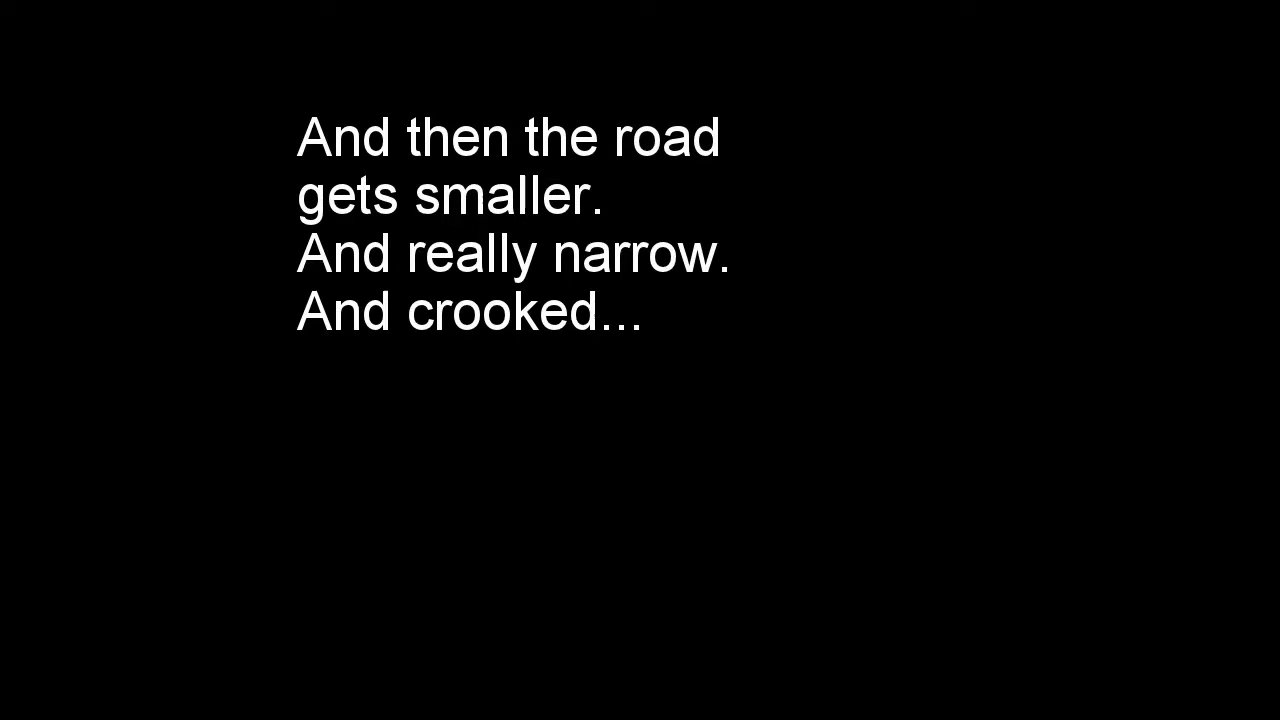 And then the road
gets smaller.
And really narrow.
And crooked...